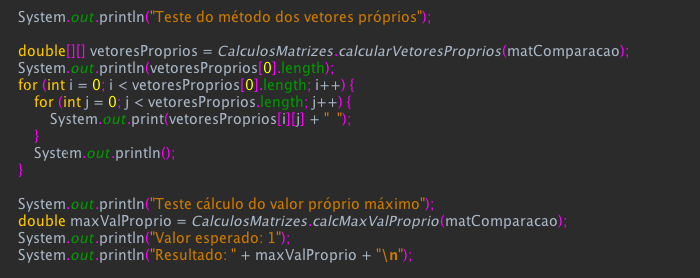 System.out.println("Teste do método dos vetores próprios");
double[][] vetoresProprios = CalculosMatrizes.calcularVetoresProprios(matComparacao);
System.out.println(vetoresProprios[0].length);
for (int i = 0; i < vetoresProprios[0].length; i++) {
for (int j = 0; j < vetoresProprios.length; j++) {
System.out.print(vetoresProprios[i][j] + "  ");
}
System.out.println();
}
System.out.println("Teste cálculo do valor próprio máximo");
double maxValProprio = CalculosMatrizes.calcMaxValProprio(matComparacao);
System.out.println("Valor esperado: 1");
System.out.println("Resultado: " + maxValProprio + "\n");